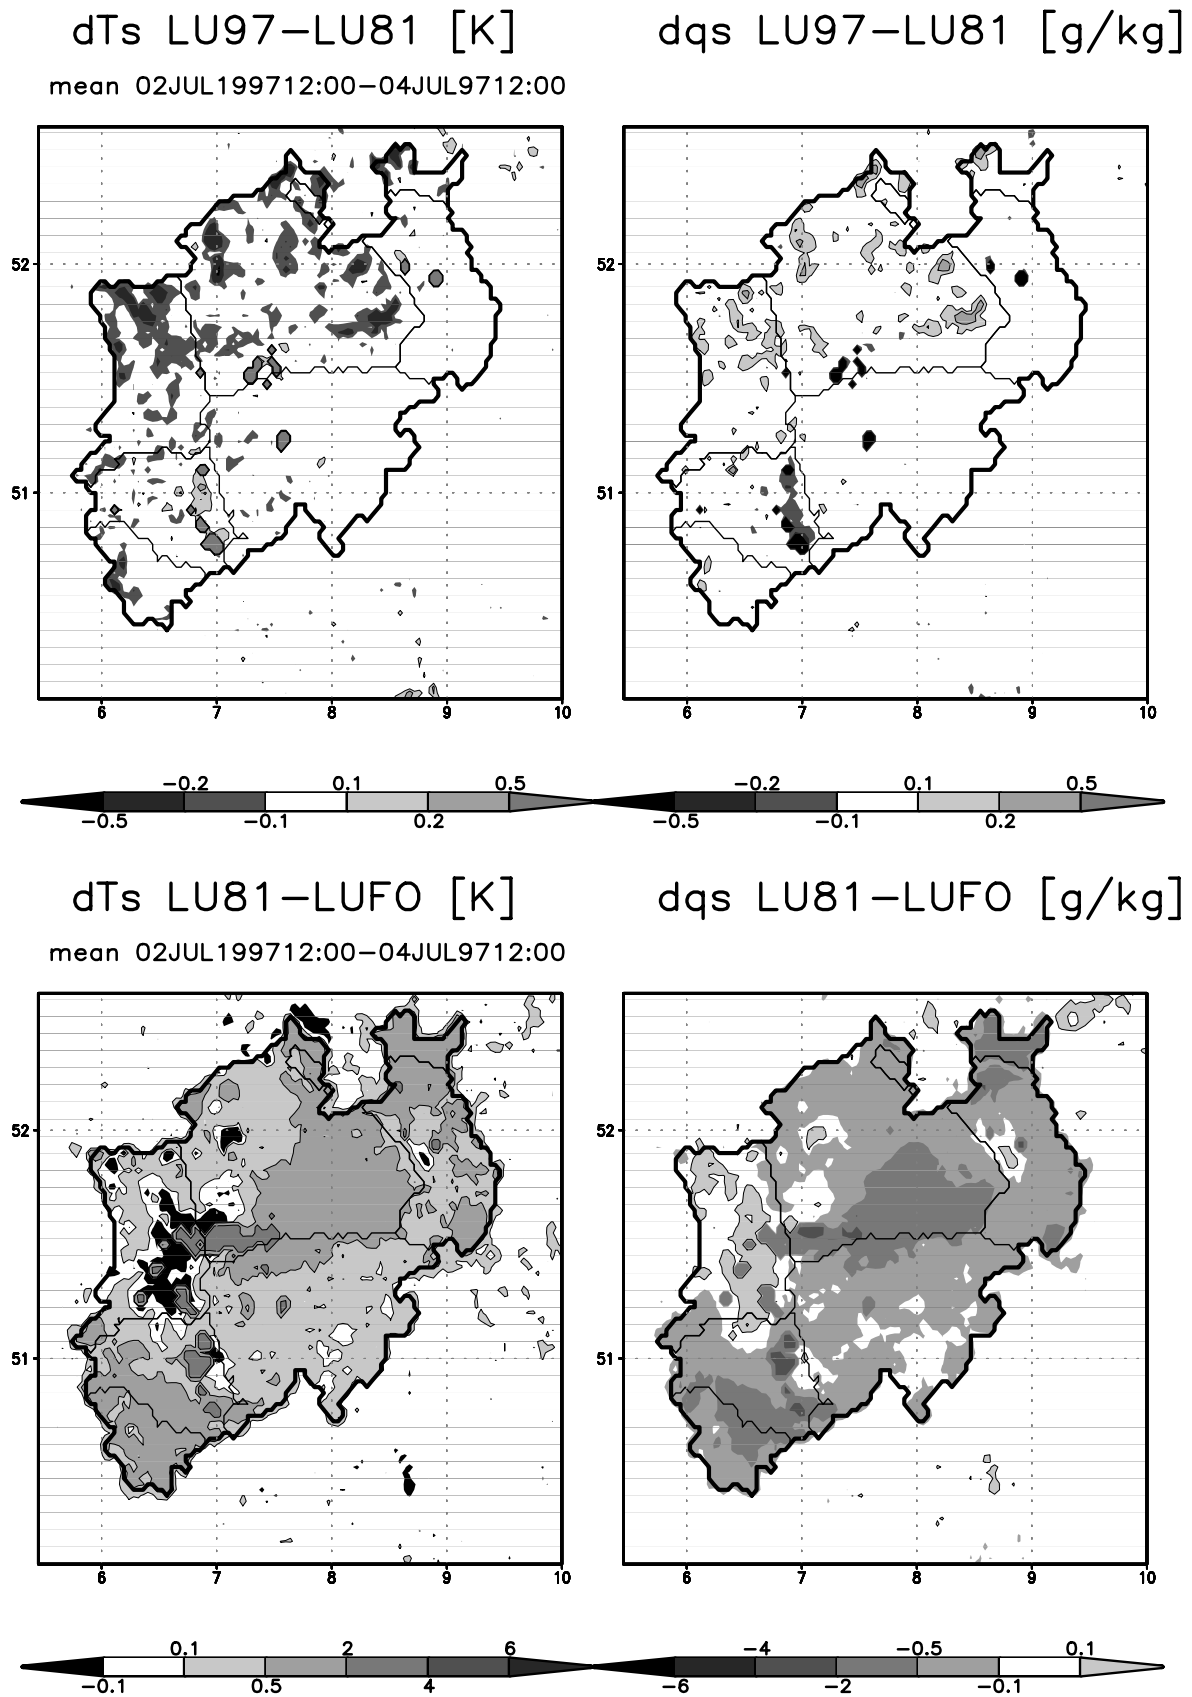 dTs LU97−LU81 [K]
dqs LU97−LU81 [g/kg]
mean 02JUL199712:00−04JUL9712:00
52
51
6 7 8 9 10
52
51
6 7 8 9 10
−0.2 0.1 0.5
−0.5 −0.1 0.2
−0.2 0.1 0.5
−0.5 −0.1 0.2
dTs LU81−LUFO [K]
dqs LU81−LUFO [g/kg]
mean 02JUL199712:00−04JUL9712:00
52
51
6 7 8 9 10
52
51
6 7 8 9 10
0.1 2 6
−0.1 0.5 4
−4 −0.5 0.1
−6 −2 −0.1